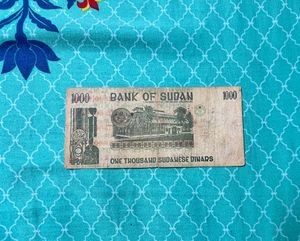 BANK OF SUDAN
1000 1000
ONE THOUSAND SUDANESE DINARS